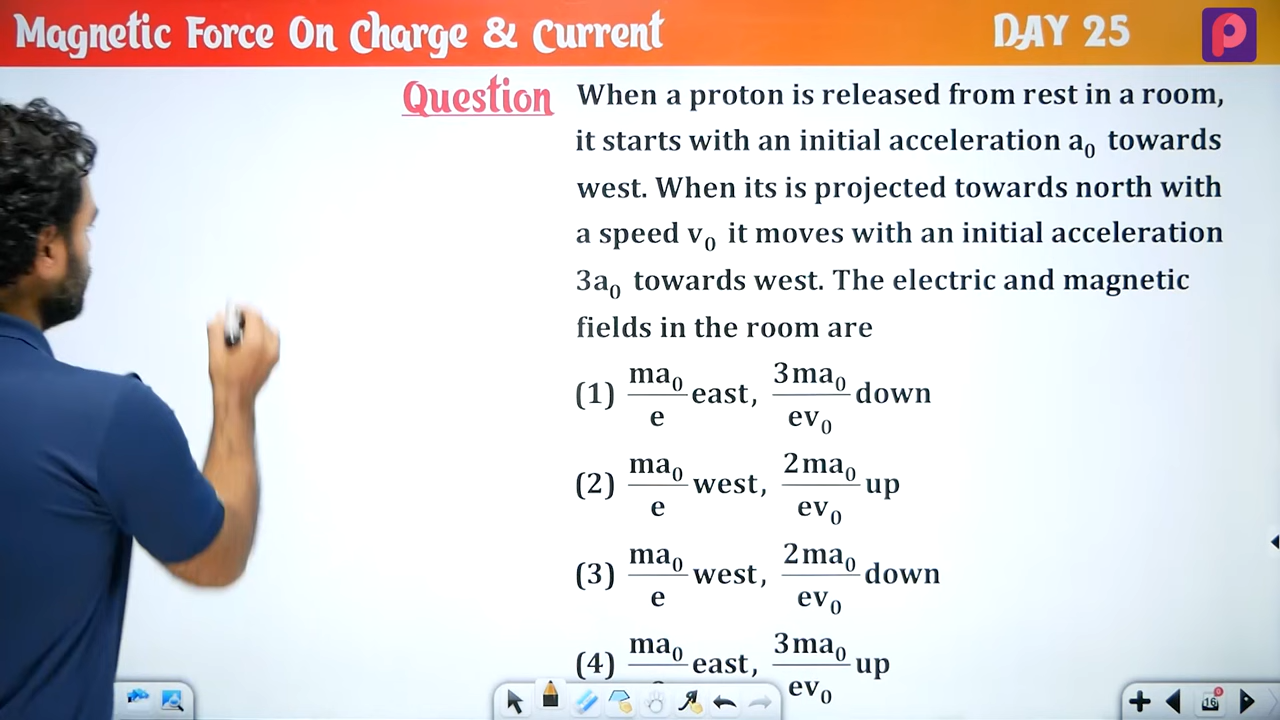 Magnetic Force On Charge & Current
DAY 25
Question
When a proton is released from rest in a room,
it starts with an initial acceleration a₀ towards
west. When its is projected towards north with
a speed v₀ it moves with an initial acceleration
3a₀ towards west. The electric and magnetic
fields in the room are
(1) ma₀/e east, 3ma₀/ev₀ down
(2) ma₀/e west, 2ma₀/ev₀ up
(3) ma₀/e west, 2ma₀/ev₀ down
(4) ma₀/e east, 3ma₀/ev₀ up
16